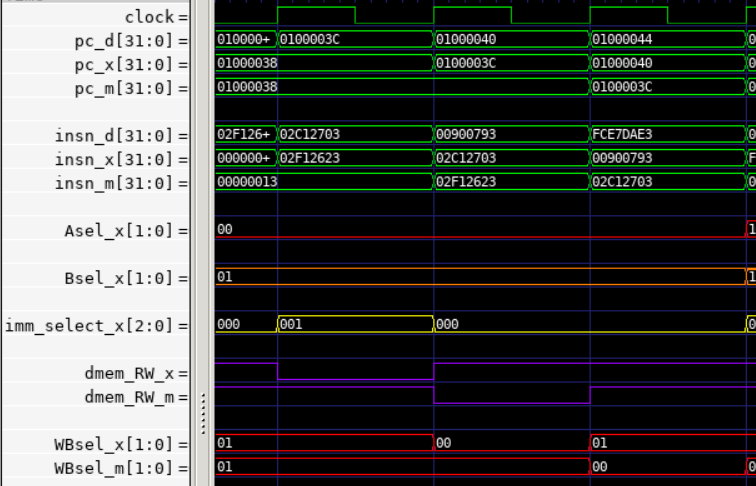 clock =
pc_d[31:0] = 010000+ 0100003C 01000040 01000044 0
pc_x[31:0] = 01000038 0100003C 01000040 0
pc_m[31:0] = 01000038 0100003C 0
insn_d[31:0] = 02F126+ 02C12703 00900793 FCE7DAE3 0
insn_x[31:0] = 000000+ 02F12623 02C12703 00900793 F
insn_m[31:0] = 00000013 02F12623 02C12703 0
Asel_x[1:0] = 00 1
Bsel_x[1:0] = 01 1
imm_select_x[2:0] = 000 001 000 0
dmem_RW_x =
dmem_RW_m =
WBsel_x[1:0] = 01 00 01
WBsel_m[1:0] = 01 00 0